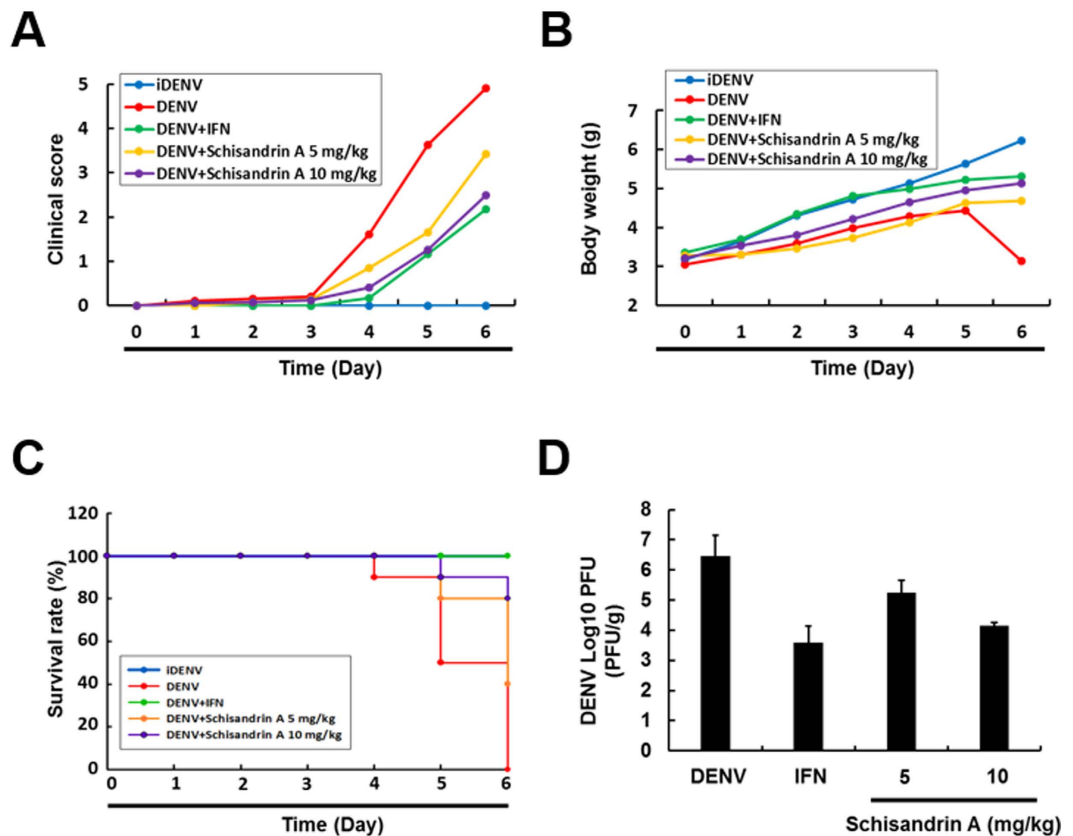 A
Clinical score
5
4
3
2
1
0
iDENV
DENV
DENV+IFN
DENV+Schisandrin A 5 mg/kg
DENV+Schisandrin A 10 mg/kg
0 1 2 3 4 5 6
Time (Day)
B
Body weight (g)
7
6
5
4
3
2
iDENV
DENV
DENV+IFN
DENV+Schisandrin A 5 mg/kg
DENV+Schisandrin A 10 mg/kg
0 1 2 3 4 5 6
Time (Day)
C
Survival rate (%)
120
100
80
60
40
20
0
iDENV
DENV
DENV+IFN
DENV+Schisandrin A 5 mg/kg
DENV+Schisandrin A 10 mg/kg
0 1 2 3 4 5 6
Time (Day)
D
DENV Log10 PFU
(PFU/g)
8
7
6
5
4
3
2
1
0
DENV IFN 5 10
Schisandrin A (mg/kg)